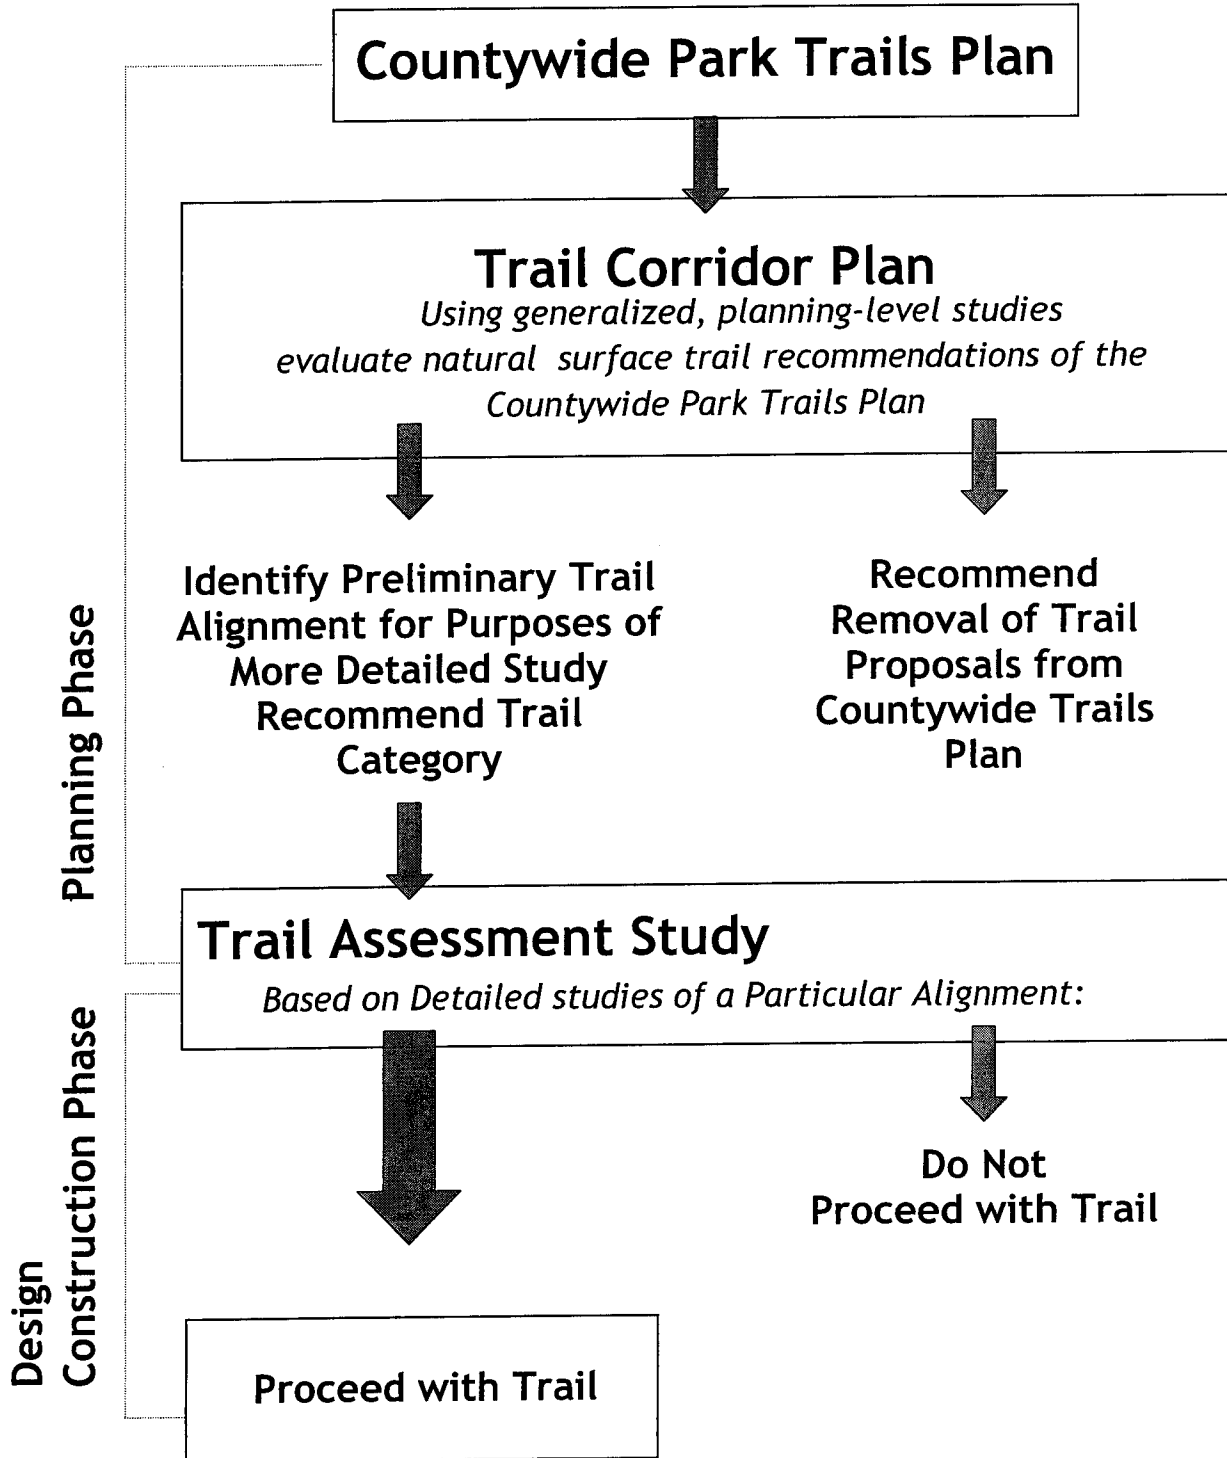 Countywide Park Trails Plan
Trail Corridor Plan
Using generalized, planning-level studies
evaluate natural surface trail recommendations of the
Countywide Park Trails Plan
Identify Preliminary Trail
Alignment for Purposes of
More Detailed Study
Recommend Trail
Category
Recommend
Removal of Trail
Proposals from
Countywide Trails
Plan
Planning Phase
Trail Assessment Study
Based on Detailed studies of a Particular Alignment:
Design
Construction Phase
Do Not
Proceed with Trail
Proceed with Trail